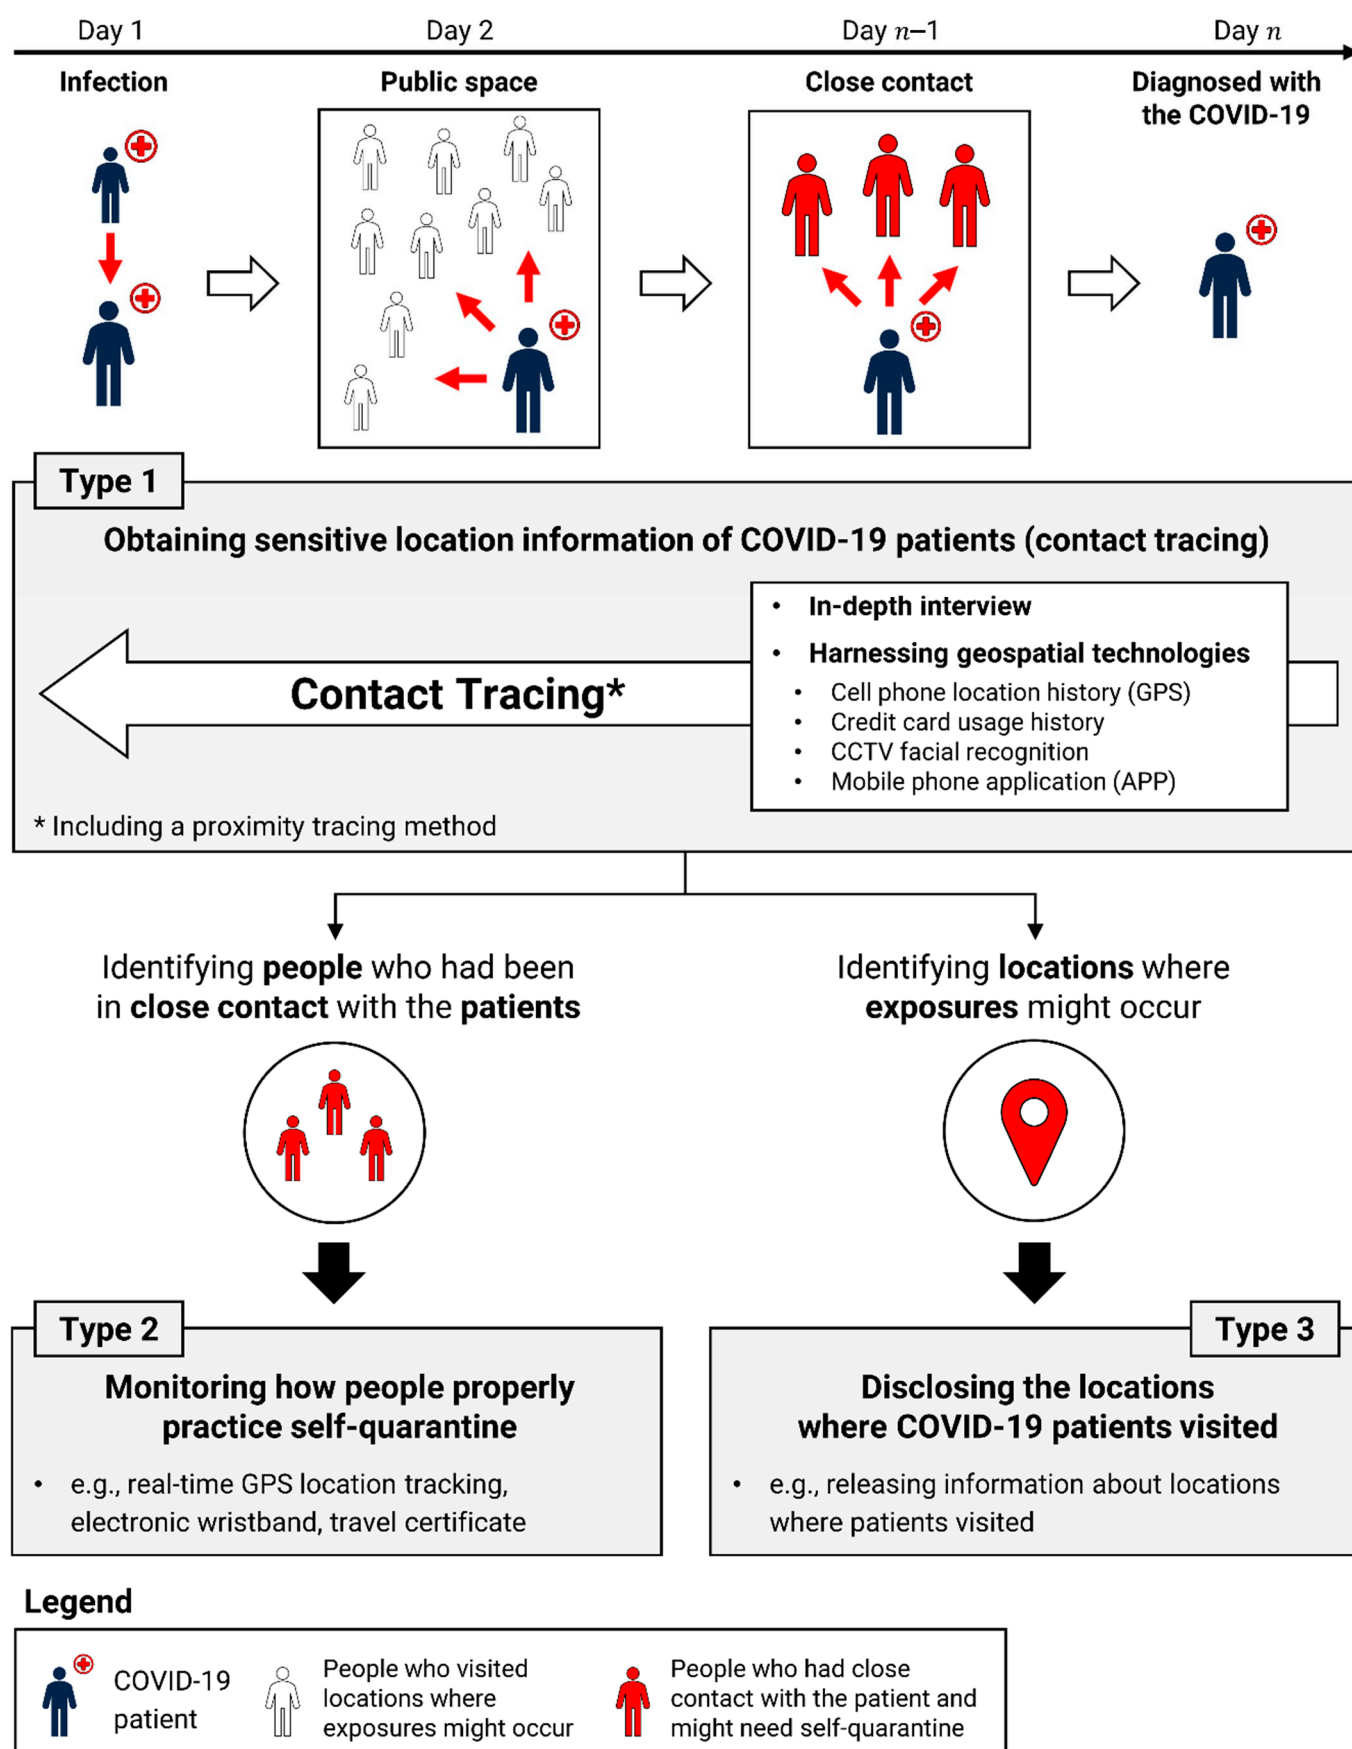 Day 1
Day 2
Day n–1
Day n
Infection
Public space
Close contact
Diagnosed with
the COVID-19
Type 1
Obtaining sensitive location information of COVID-19 patients (contact tracing)
• In-depth interview
• Harnessing geospatial technologies
• Cell phone location history (GPS)
• Credit card usage history
• CCTV facial recognition
• Mobile phone application (APP)
Contact Tracing*
* Including a proximity tracing method
Identifying people who had been
in close contact with the patients
Identifying locations where
exposures might occur
Type 2
Monitoring how people properly
practice self-quarantine
• e.g., real-time GPS location tracking,
electronic wristband, travel certificate
Type 3
Disclosing the locations
where COVID-19 patients visited
• e.g., releasing information about locations
where patients visited
Legend
COVID-19
patient
People who visited
locations where
exposures might occur
People who had close
contact with the patient and
might need self-quarantine